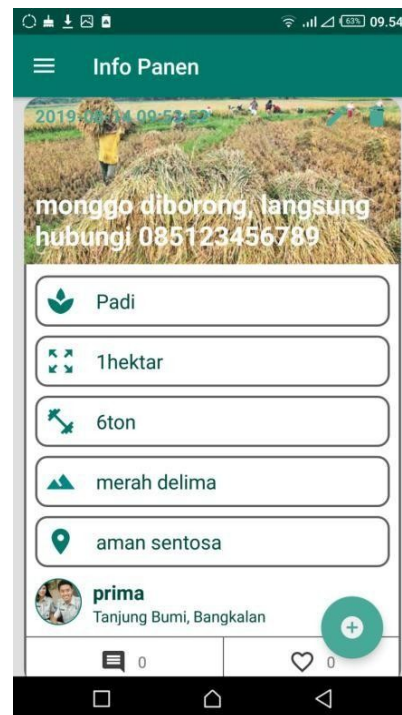 63% 09.54
Info Panen
monggo diborong, langsung
hubungi 085123456789
Padi
1hektar
6ton
merah delima
aman sentosa
prima
Tanjung Bumi, Bangkalan
0 0